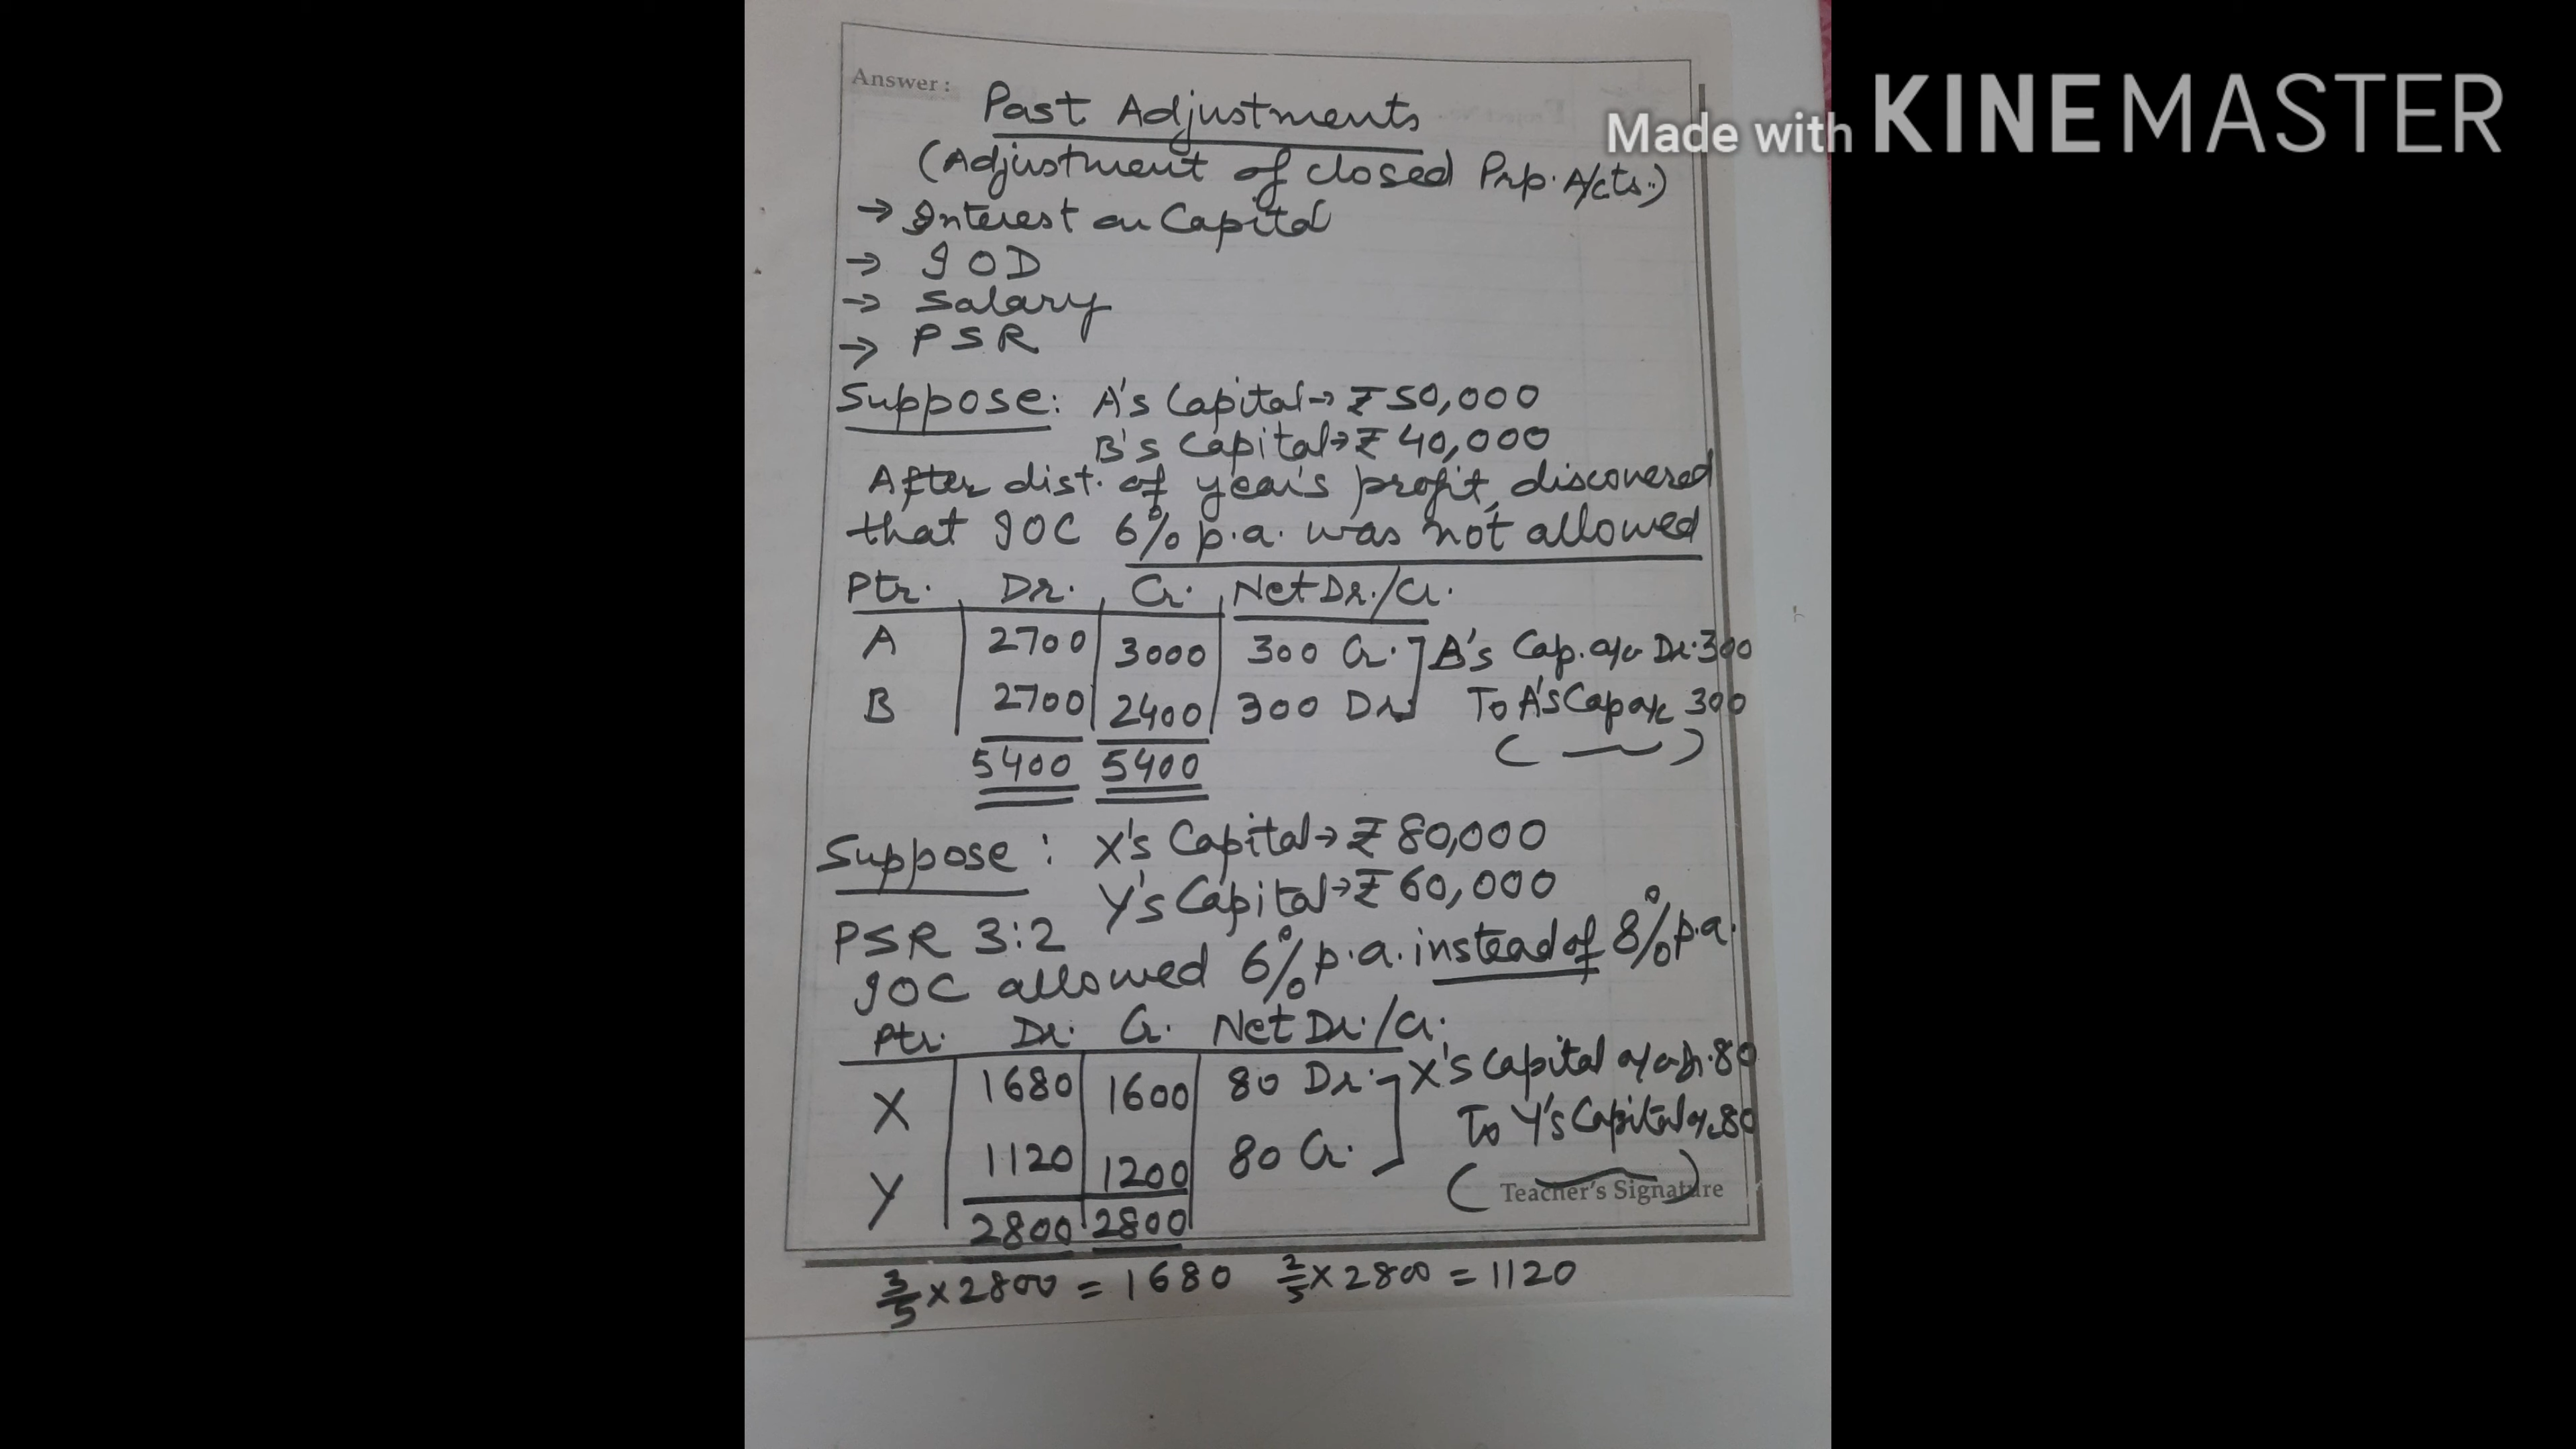 Made with KINEMASTER
Answer :
Past Adjustments
(Adjustment of closed Prp. A/cts.)
→ Interest on Capital
→ IOD
→ Salary
→ PSR
Suppose: A's Capital → ₹ 50,000
B's Capital → ₹ 40,000
After dist. of year's profit, discovered
that IOC 6% p.a. was not allowed
Ptr. Dr. Cr. Net Dr./Cr.
A 2700 3000 300 Cr. B's Cap. a/c Dr. 300
B 2700 2400 300 Dr. To A's Cap a/c 300
5400 5400
Suppose : X's Capital → ₹ 80,000
Y's Capital → ₹ 60,000
PSR 3:2
IOC allowed 6% p.a. instead of 8% p.a.
Ptr. Dr. Cr. Net Dr./Cr.
X 1680 1600 80 Dr. X's Capital a/c Dr. 80
Y 1120 1200 80 Cr. To Y's Capital a/c 80
2800 2800
Teacher's Signature
3/5 × 2800 = 1680 2/5 × 2800 = 1120